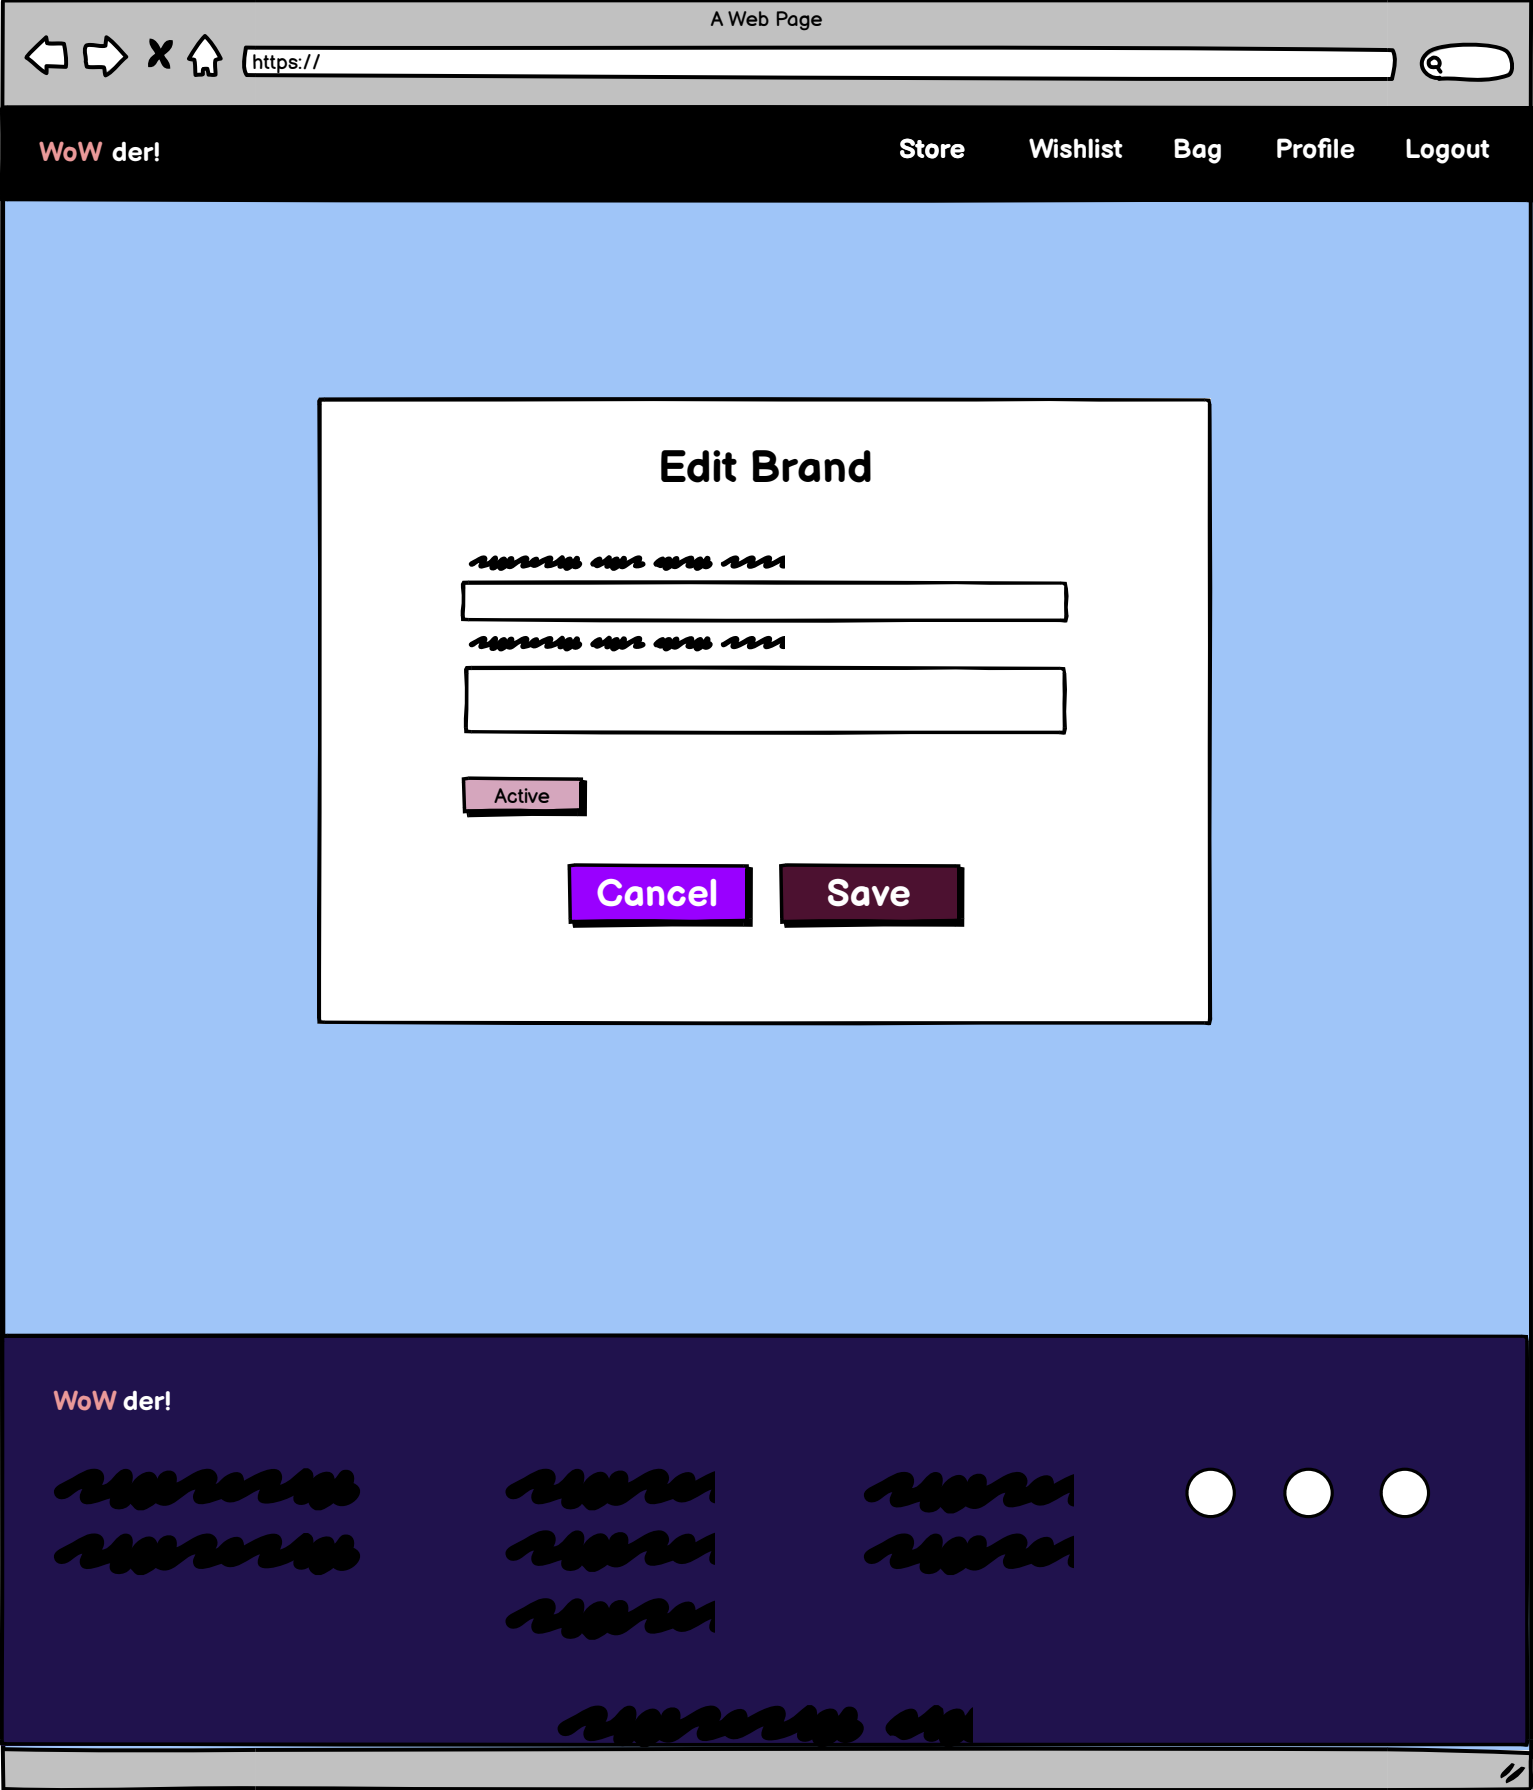 A Web Page
https://
WoW der!
Store Wishlist Bag Profile Logout
Edit Brand
Active
Cancel Save
WoW der!